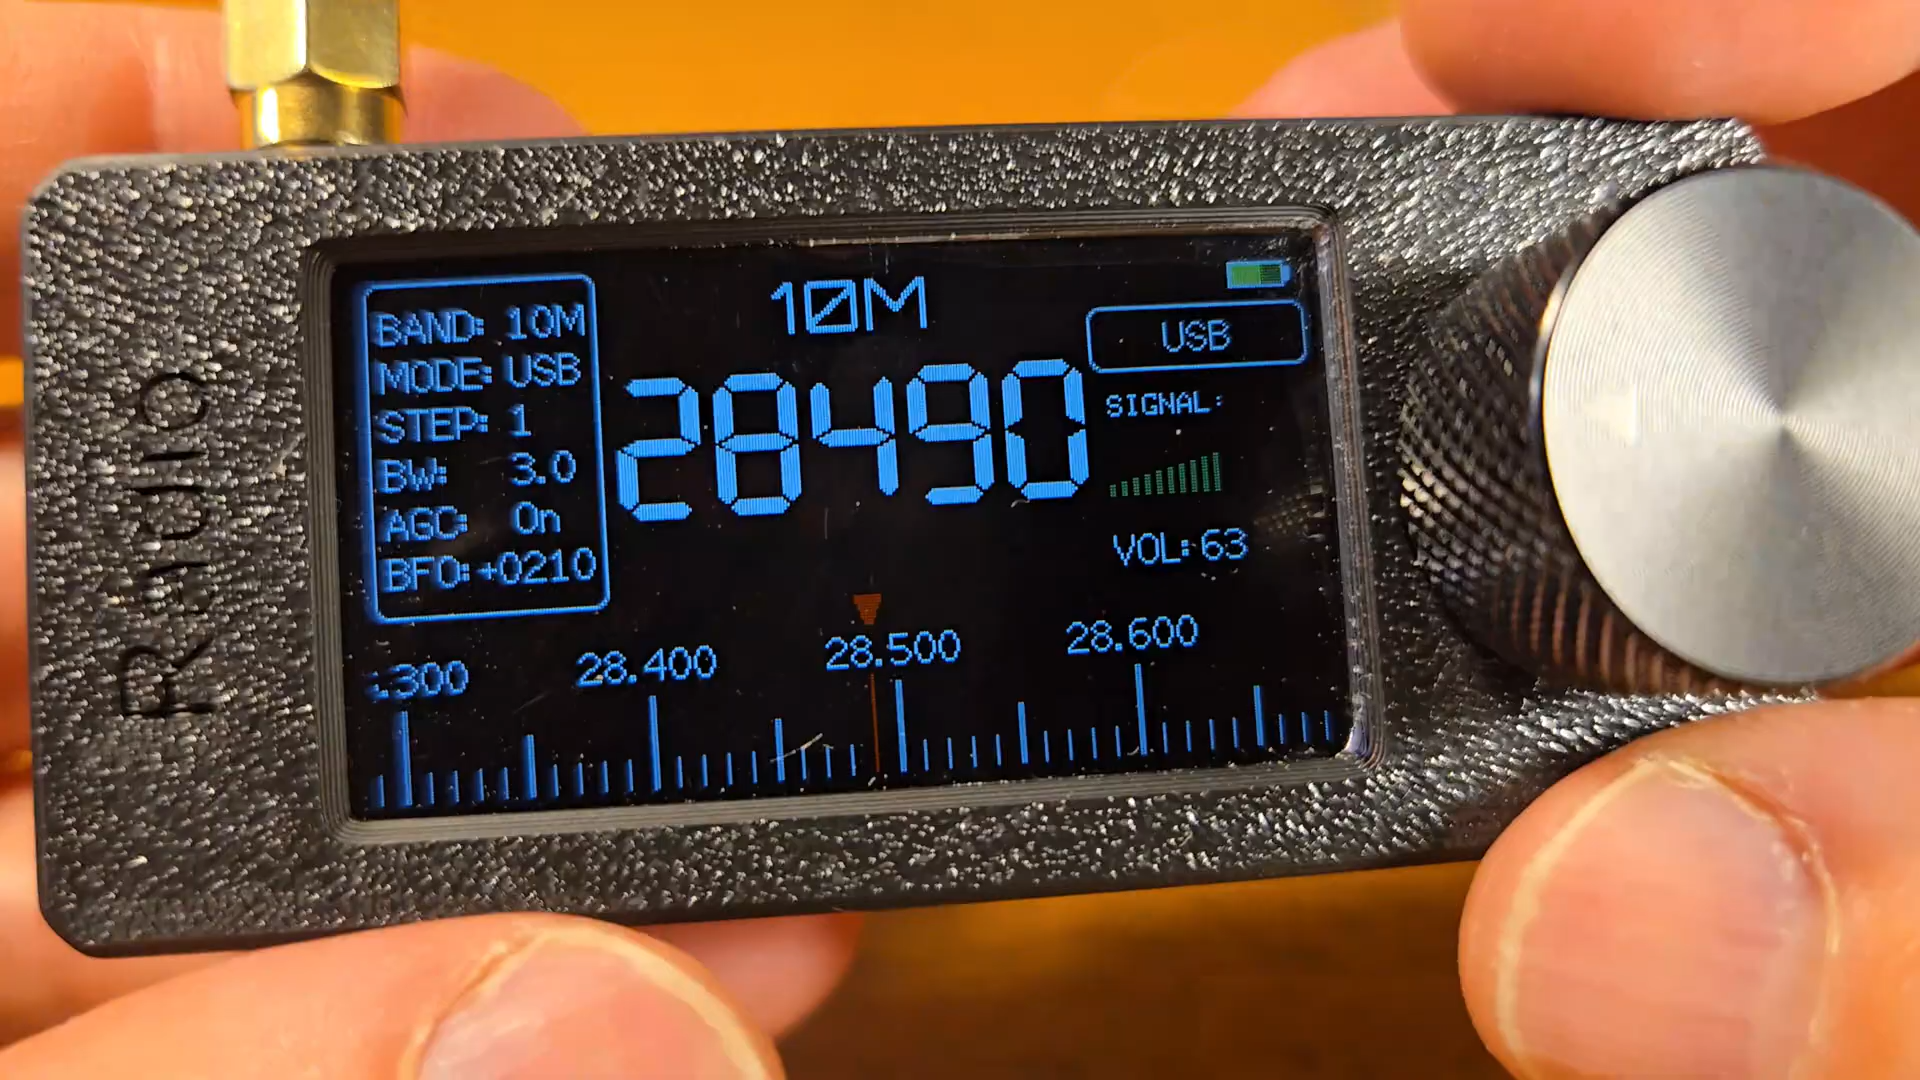 Radio
BAND: 10M
MODE: USB
STEP: 1
BW: 3.0
AGC: On
BFO: +0210
10M
28490
USB
SIGNAL:
VOL: 63
.300 28.400 28.500 28.600